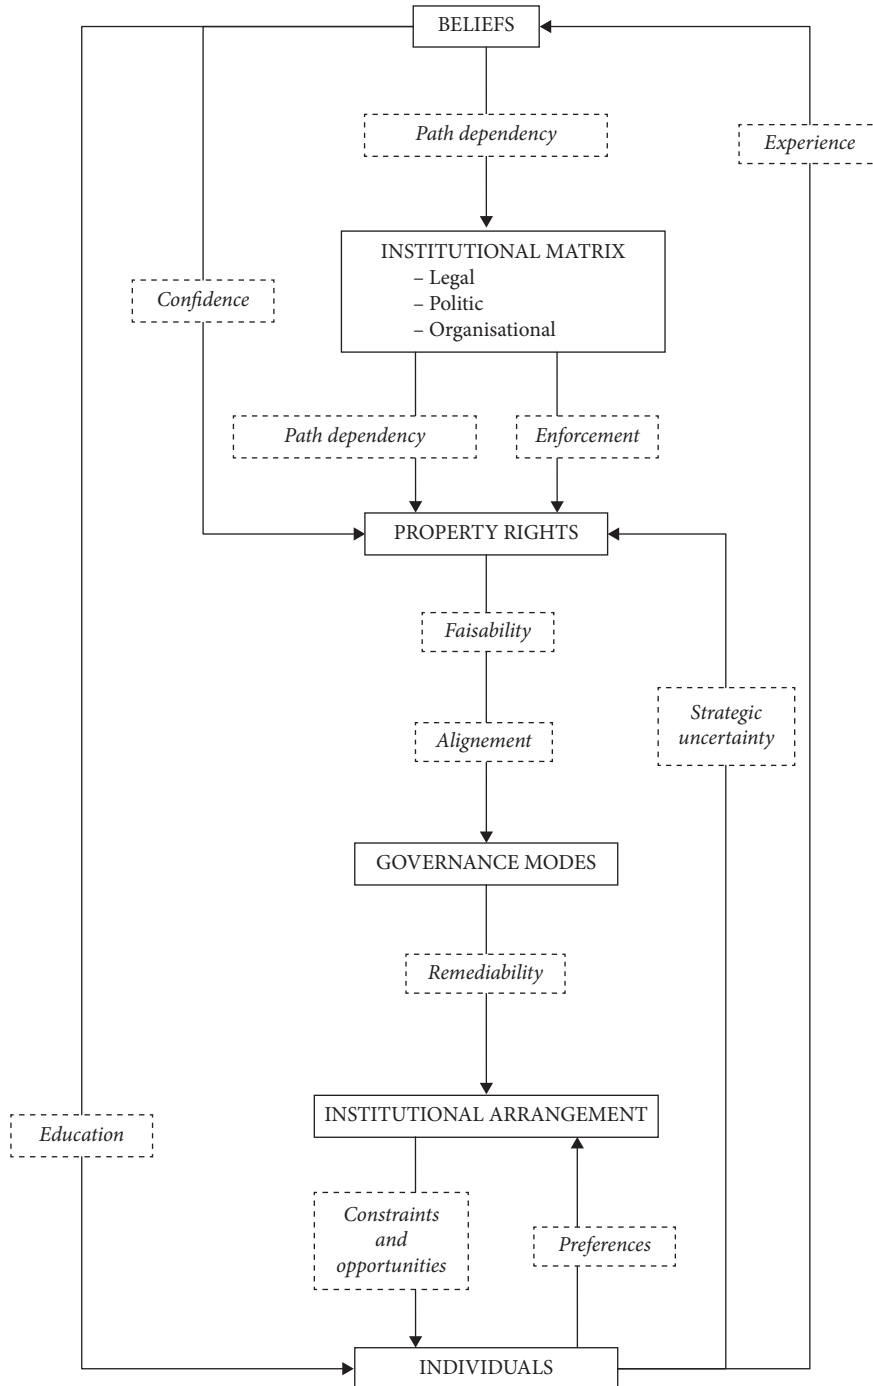 BELIEFS
Path dependency
Experience
INSTITUTIONAL MATRIX
– Legal
– Politic
– Organisational
Confidence
Path dependency
Enforcement
PROPERTY RIGHTS
Faisability
Strategic
uncertainty
Alignement
GOVERNANCE MODES
Remediability
INSTITUTIONAL ARRANGEMENT
Education
Constraints
and
opportunities
Preferences
INDIVIDUALS